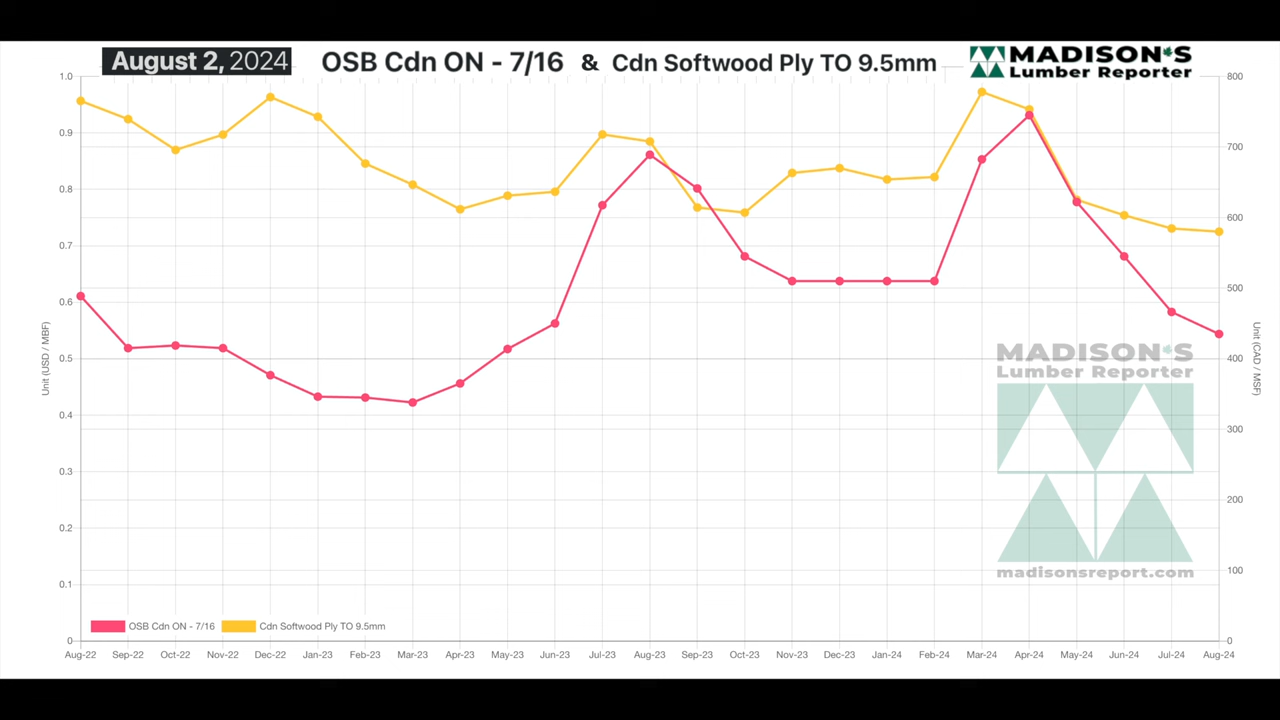 August 2, 2024
OSB Cdn ON - 7/16 & Cdn Softwood Ply TO 9.5mm
MADISON'S
Lumber Reporter
1.0
0.9
0.8
0.7
0.6
0.5
0.4
0.3
0.2
0.1
0
Unit (USD / MBF)
800
700
600
500
400
300
200
100
0
Unit (CAD / MSF)
MADISON'S
Lumber Reporter
madisonsreport.com
OSB Cdn ON - 7/16
Cdn Softwood Ply TO 9.5mm
Aug-22 Sep-22 Oct-22 Nov-22 Dec-22 Jan-23 Feb-23 Mar-23 Apr-23 May-23 Jun-23 Jul-23 Aug-23 Sep-23 Oct-23 Nov-23 Dec-23 Jan-24 Feb-24 Mar-24 Apr-24 May-24 Jun-24 Jul-24 Aug-24